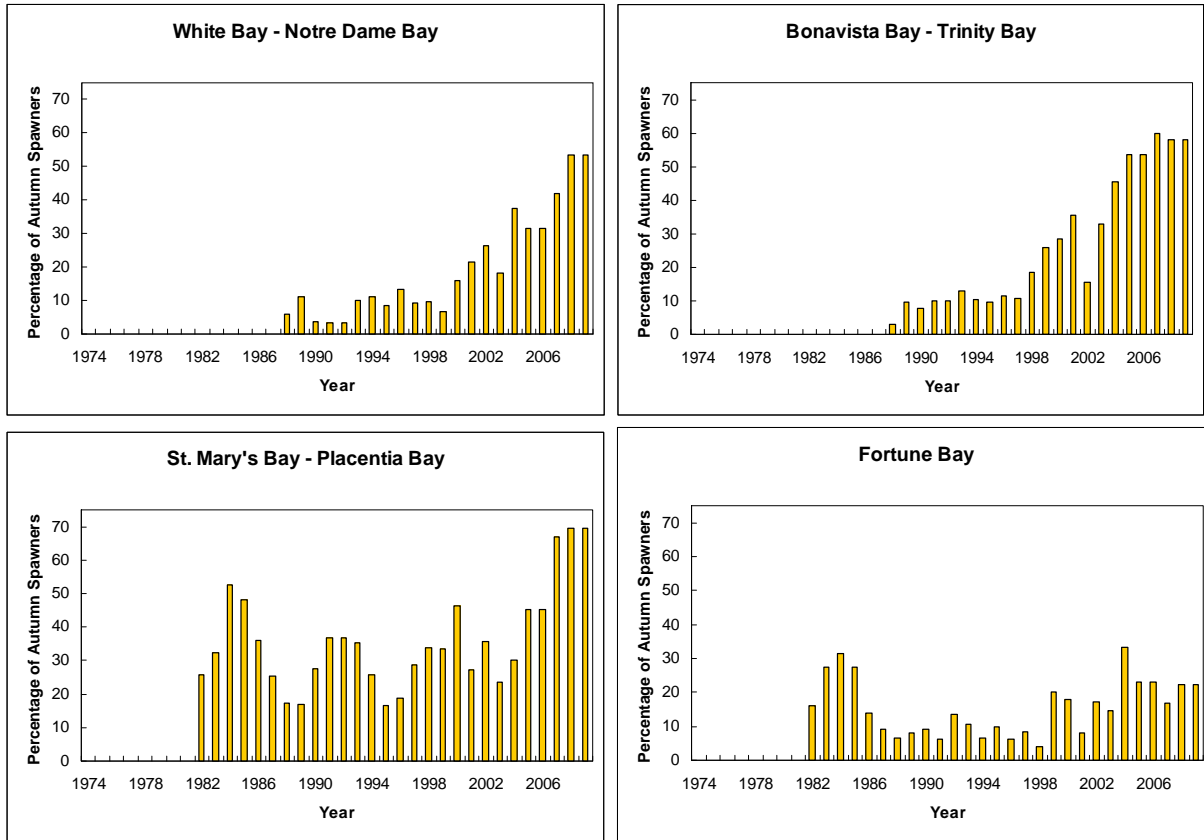 White Bay - Notre Dame Bay
Percentage of Autumn Spawners
70
60
50
40
30
20
10
0
1974 1978 1982 1986 1990 1994 1998 2002 2006
Year
Bonavista Bay - Trinity Bay
Percentage of Autumn Spawners
70
60
50
40
30
20
10
0
1974 1978 1982 1986 1990 1994 1998 2002 2006
Year
St. Mary's Bay - Placentia Bay
Percentage of Autumn Spawners
70
60
50
40
30
20
10
0
1974 1978 1982 1986 1990 1994 1998 2002 2006
Year
Fortune Bay
Percentage of Autumn Spawners
70
60
50
40
30
20
10
0
1974 1978 1982 1986 1990 1994 1998 2002 2006
Year